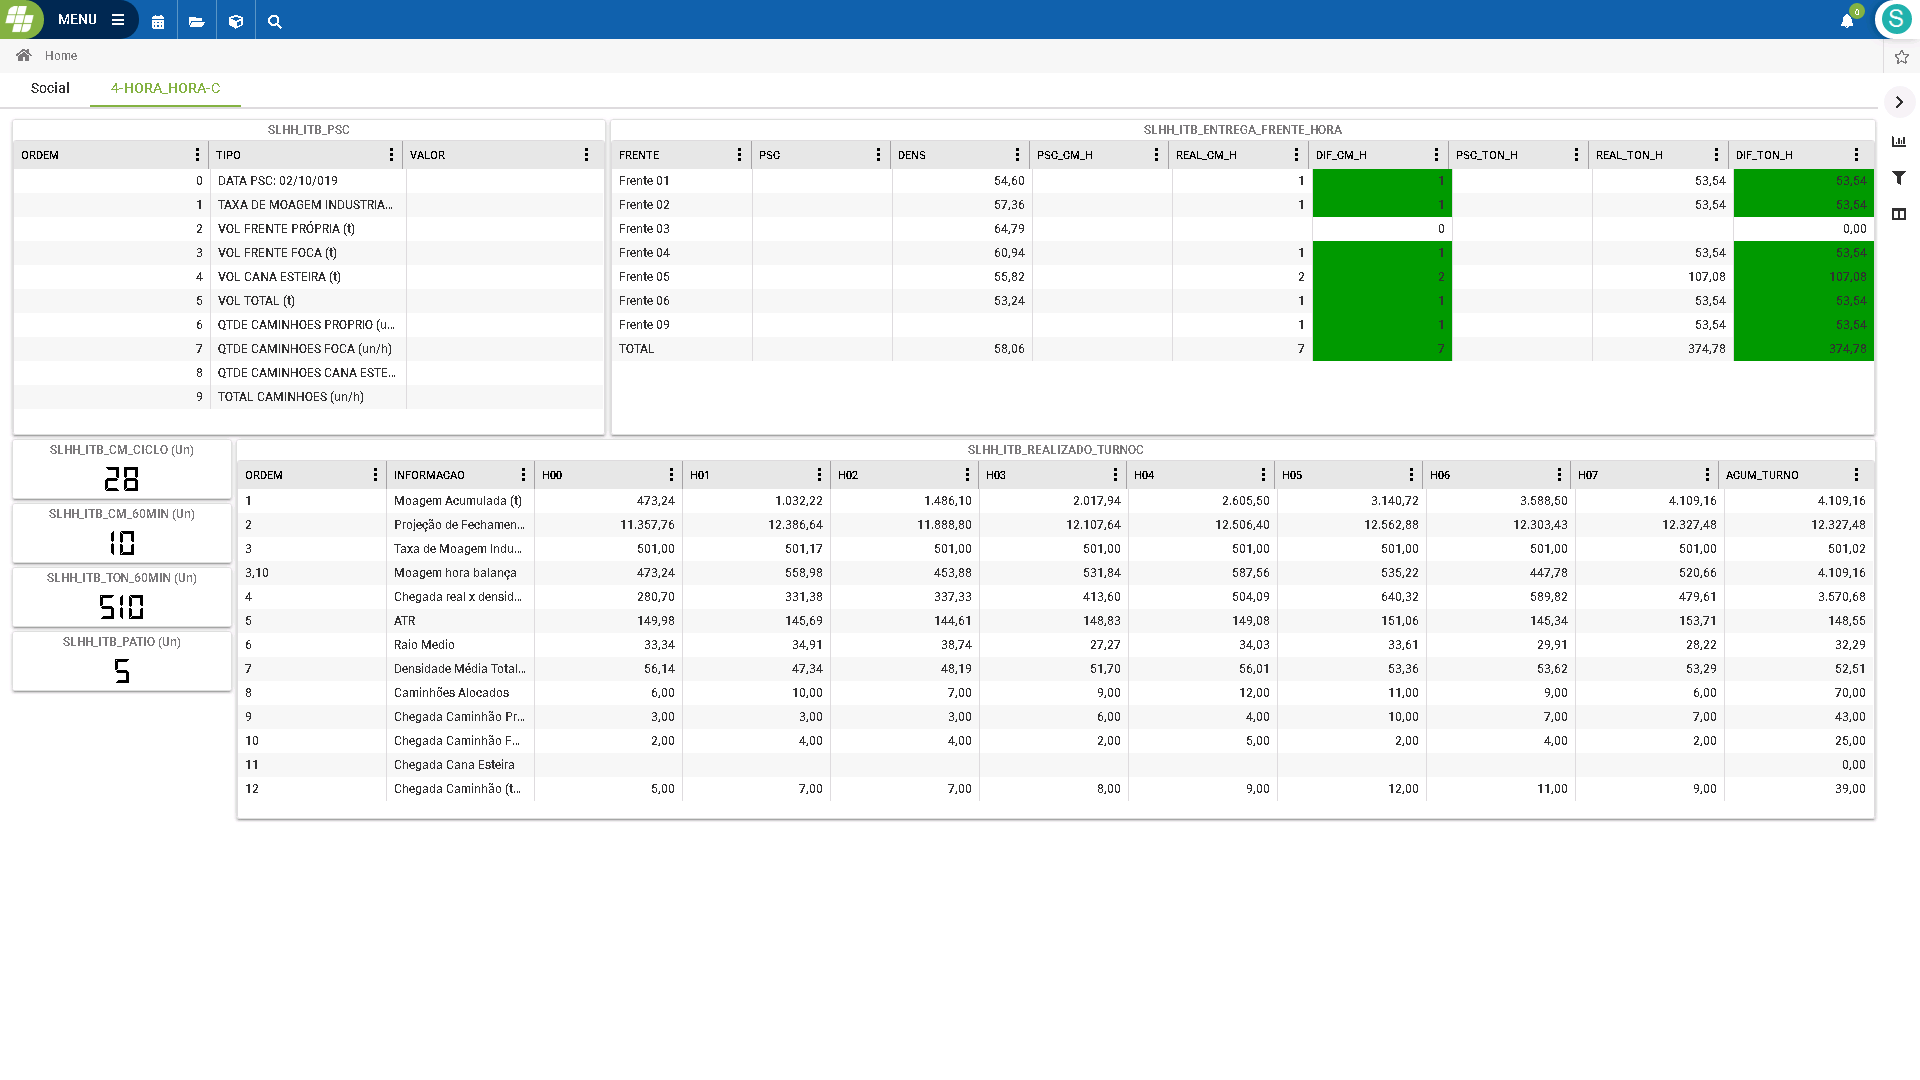 MENU
0
S
Home
Social 4-HORA_HORA-C
SLHH_ITB_PSC
ORDEM TIPO VALOR
0 DATA PSC: 02/10/019
1 TAXA DE MOAGEM INDUSTRIA...
2 VOL FRENTE PRÓPRIA (t)
3 VOL FRENTE FOCA (t)
4 VOL CANA ESTEIRA (t)
5 VOL TOTAL (t)
6 QTDE CAMINHOES PROPRIO (u...
7 QTDE CAMINHOES FOCA (un/h)
8 QTDE CAMINHOES CANA ESTE...
9 TOTAL CAMINHOES (un/h)
SLHH_ITB_ENTREGA_FRENTE_HORA
FRENTE PSC DENS PSC_CM_H REAL_CM_H DIF_CM_H PSC_TON_H REAL_TON_H DIF_TON_H
Frente 01 54,60 1 1 53,54 53,54
Frente 02 57,36 1 1 53,54 53,54
Frente 03 64,79 0 0,00
Frente 04 60,94 1 1 53,54 53,54
Frente 05 55,82 2 2 107,08 107,08
Frente 06 53,24 1 1 53,54 53,54
Frente 09 1 1 53,54 53,54
TOTAL 58,06 7 7 374,78 374,78
SLHH_ITB_CM_CICLO (Un)
28
SLHH_ITB_CM_60MIN (Un)
10
SLHH_ITB_TON_60MIN (Un)
510
SLHH_ITB_PATIO (Un)
5
SLHH_ITB_REALIZADO_TURNOC
ORDEM INFORMACAO H00 H01 H02 H03 H04 H05 H06 H07 ACUM_TURNO
1 Moagem Acumulada (t) 473,24 1.032,22 1.486,10 2.017,94 2.605,50 3.140,72 3.588,50 4.109,16 4.109,16
2 Projeção de Fechamen... 11.357,76 12.386,64 11.888,80 12.107,64 12.506,40 12.562,88 12.303,43 12.327,48 12.327,48
3 Taxa de Moagem Indu... 501,00 501,17 501,00 501,00 501,00 501,00 501,00 501,00 501,02
3,10 Moagem hora balança 473,24 558,98 453,88 531,84 587,56 535,22 447,78 520,66 4.109,16
4 Chegada real x densid... 280,70 331,38 337,33 413,60 504,09 640,32 589,82 479,61 3.570,68
5 ATR 149,98 145,69 144,61 148,83 149,08 151,06 145,34 153,71 148,55
6 Raio Medio 33,34 34,91 38,74 27,27 34,03 33,61 29,91 28,22 32,29
7 Densidade Média Total... 56,14 47,34 48,19 51,70 56,01 53,36 53,62 53,29 52,51
8 Caminhões Alocados 6,00 10,00 7,00 9,00 12,00 11,00 9,00 6,00 70,00
9 Chegada Caminhão Pr... 3,00 3,00 3,00 6,00 4,00 10,00 7,00 7,00 43,00
10 Chegada Caminhão F... 2,00 4,00 4,00 2,00 5,00 2,00 4,00 2,00 25,00
11 Chegada Cana Esteira 0,00
12 Chegada Caminhão (t... 5,00 7,00 7,00 8,00 9,00 12,00 11,00 9,00 39,00